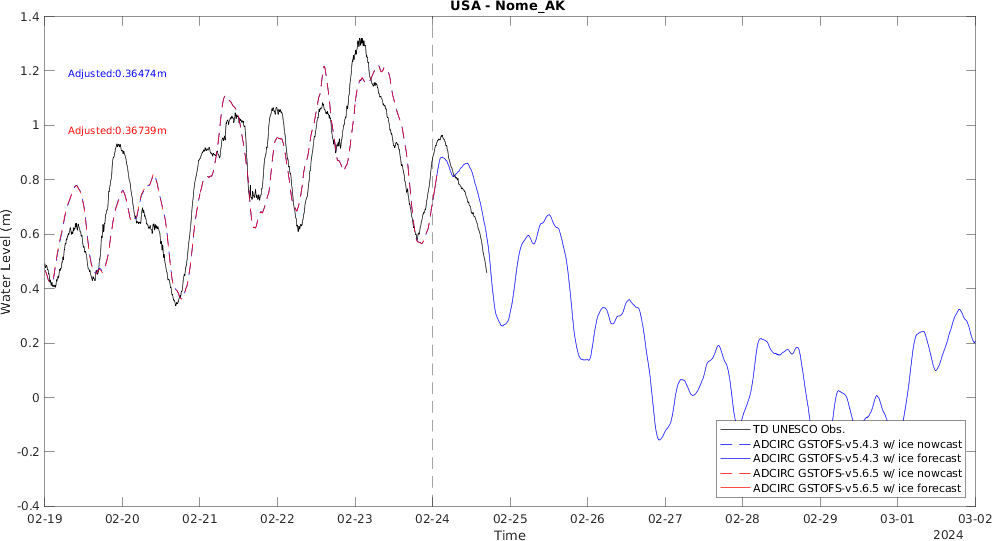 USA - Nome_AK
1.4
1.2
1
0.8
0.6
0.4
0.2
0
-0.2
-0.4
Water Level (m)
Adjusted:0.36474m
Adjusted:0.36739m
TD UNESCO Obs.
ADCIRC GSTOFS-v5.4.3 w/ ice nowcast
ADCIRC GSTOFS-v5.4.3 w/ ice forecast
ADCIRC GSTOFS-v5.6.5 w/ ice nowcast
ADCIRC GSTOFS-v5.6.5 w/ ice forecast
02-19 02-20 02-21 02-22 02-23 02-24 02-25 02-26 02-27 02-28 02-29 03-01 03-02
Time
2024